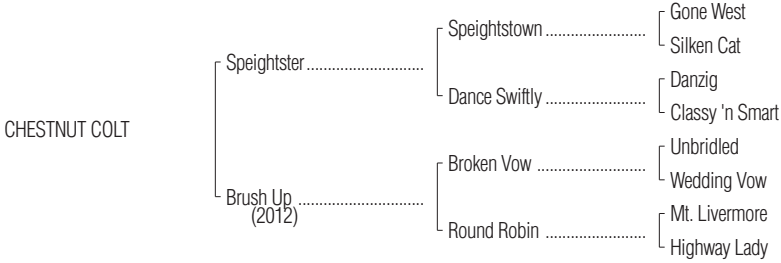 Gone West
Speightstown ........................
Silken Cat
Speightster ............................
Danzig
Dance Swiftly ........................
Classy 'n Smart
CHESTNUT COLT
Unbridled
Broken Vow ..........................
Wedding Vow
Brush Up ..............................
(2012)
Mt. Livermore
Round Robin ........................
Highway Lady